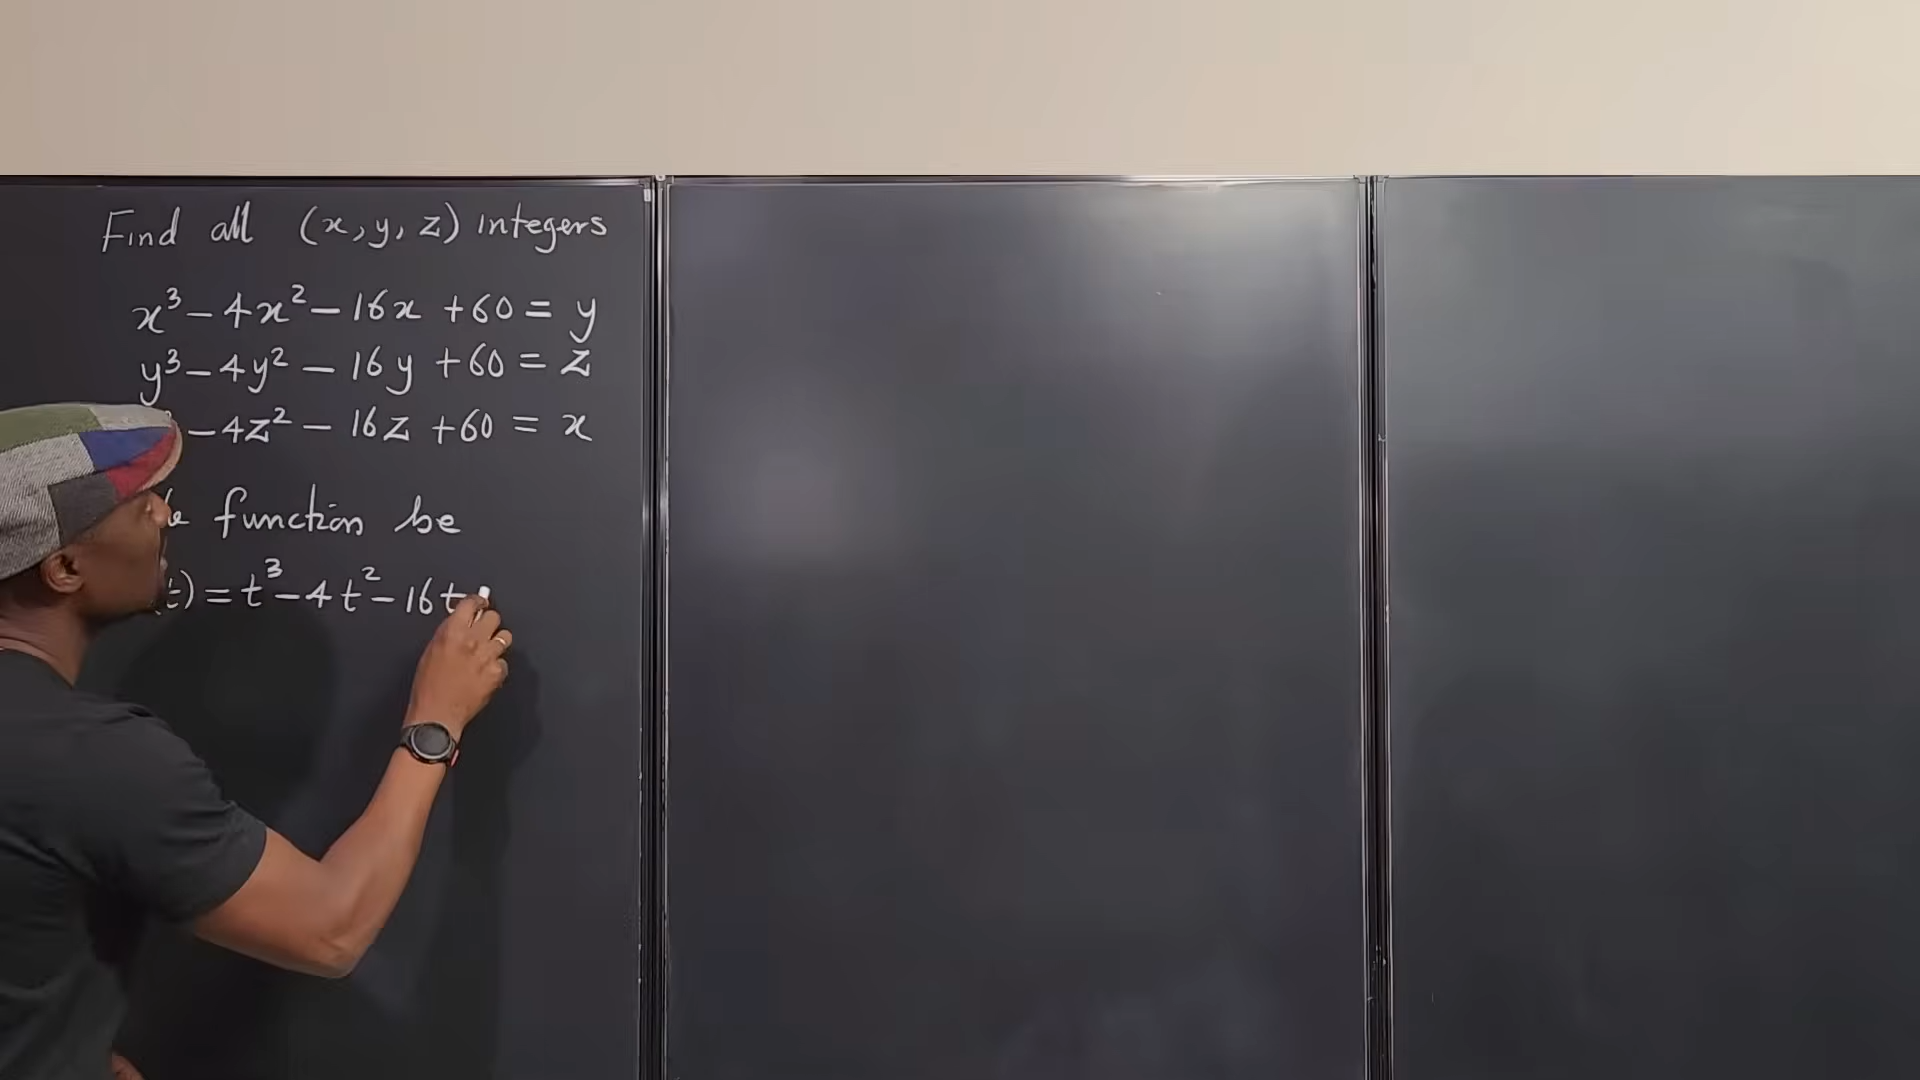 Find all (x, y, z) integers
x³ − 4x² − 16x + 60 = y
y³ − 4y² − 16y + 60 = z
− 4z² − 16z + 60 = x
function be
t) = t³ − 4t² − 16t